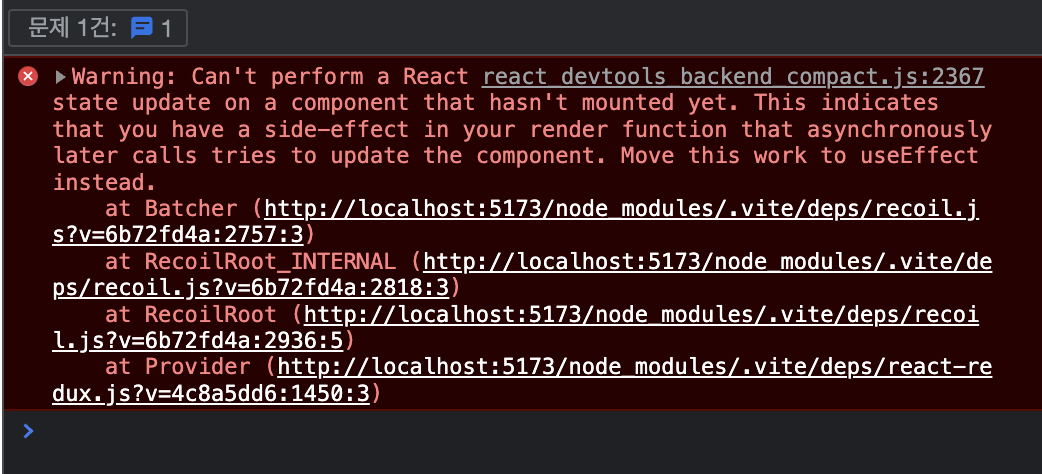 문제 1건: 1
Warning: Can't perform a React react_devtools_backend_compact.js:2367
state update on a component that hasn't mounted yet. This indicates
that you have a side-effect in your render function that asynchronously
later calls tries to update the component. Move this work to useEffect
instead.
at Batcher (http://localhost:5173/node_modules/.vite/deps/recoil.j
s?v=6b72fd4a:2757:3)
at RecoilRoot_INTERNAL (http://localhost:5173/node_modules/.vite/de
ps/recoil.js?v=6b72fd4a:2818:3)
at RecoilRoot (http://localhost:5173/node_modules/.vite/deps/recoi
l.js?v=6b72fd4a:2936:5)
at Provider (http://localhost:5173/node_modules/.vite/deps/react-re
dux.js?v=4c8a5dd6:1450:3)